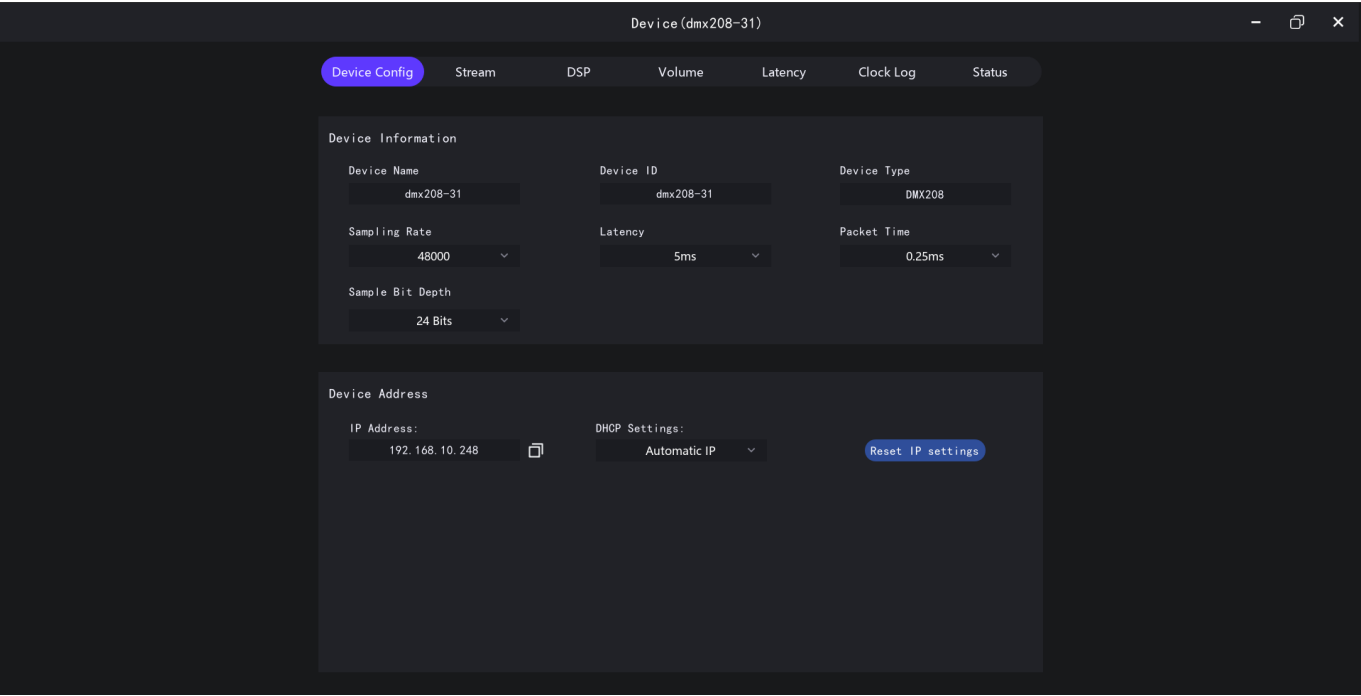 Device(dmx208-31)
Device Config Stream DSP Volume Latency Clock Log Status
Device Information
Device Name Device ID Device Type
dmx208-31 dmx208-31 DMX208
Sampling Rate Latency Packet Time
48000 5ms 0.25ms
Sample Bit Depth
24 Bits
Device Address
IP Address: DHCP Settings:
192.168.10.248 Automatic IP Reset IP settings